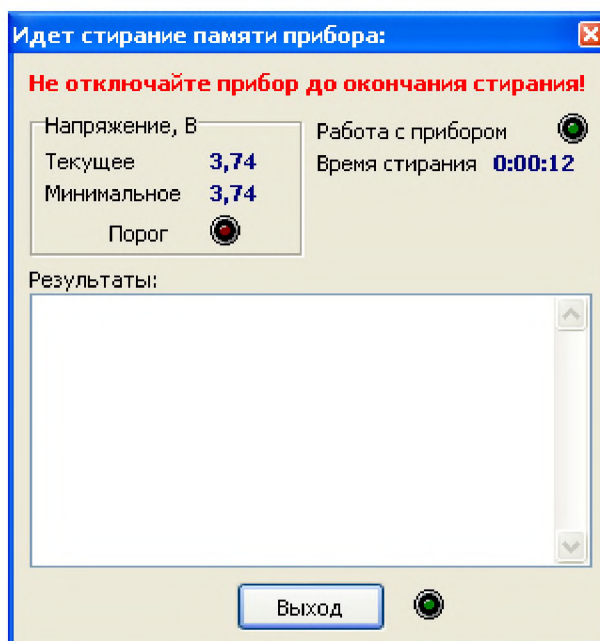 Идет стирание памяти прибора:
Не отключайте прибор до окончания стирания!
Напряжение, В
Текущее 3,74
Минимальное 3,74
Порог
Работа с прибором
Время стирания 0:00:12
Результаты:
Выход